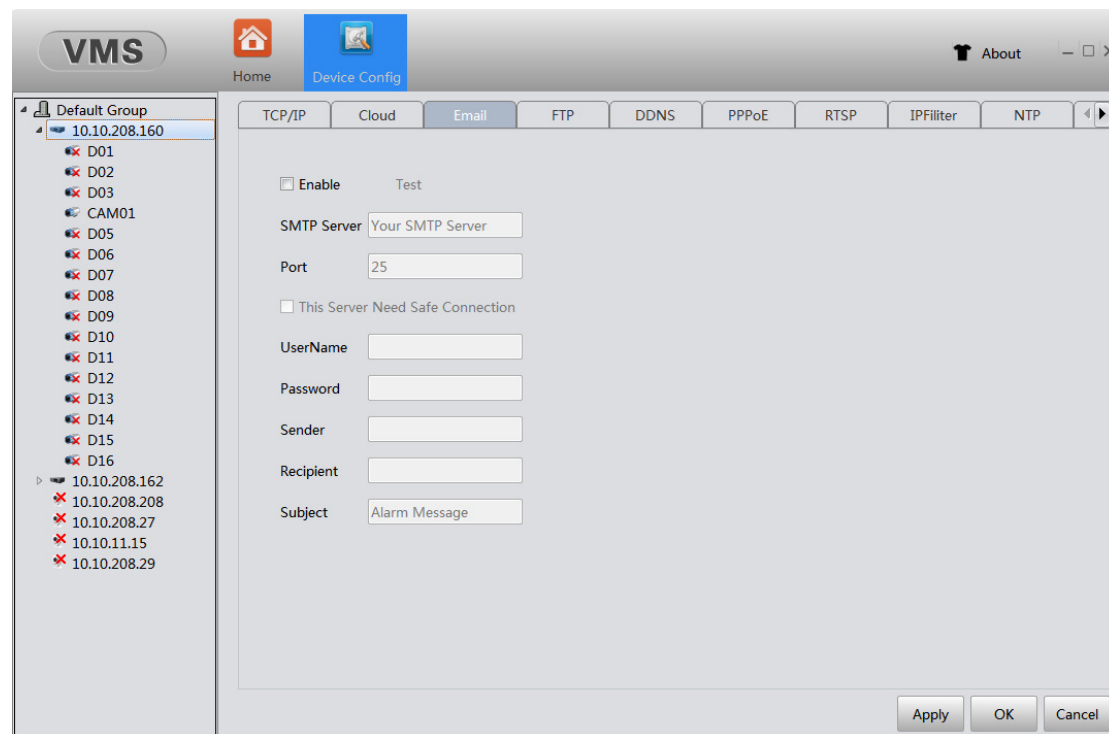 VMS
Home
Device Config
About
Default Group
10.10.208.160
D01
D02
D03
CAM01
D05
D06
D07
D08
D09
D10
D11
D12
D13
D14
D15
D16
10.10.208.162
10.10.208.208
10.10.208.27
10.10.11.15
10.10.208.29
TCP/IP Cloud Email FTP DDNS PPPoE RTSP IPFiliter NTP
Enable Test
SMTP Server Your SMTP Server
Port 25
This Server Need Safe Connection
UserName
Password
Sender
Recipient
Subject Alarm Message
Apply OK Cancel